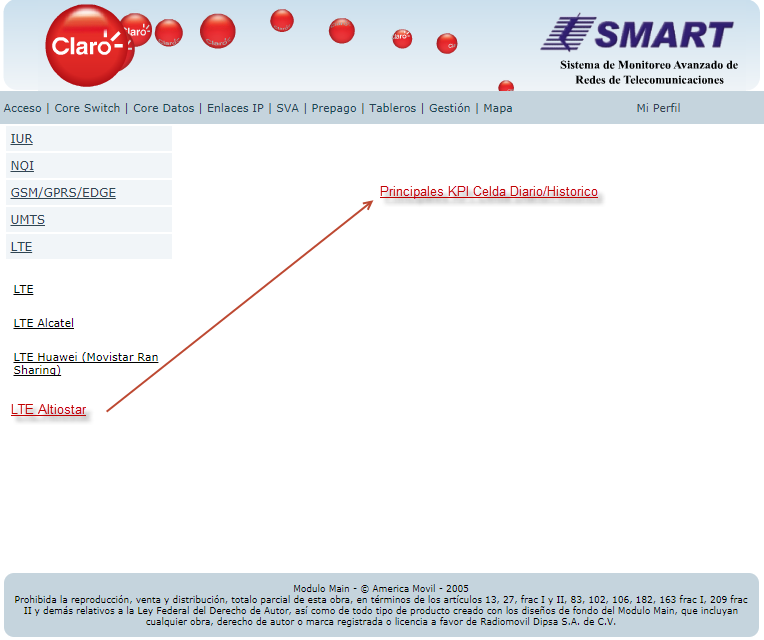 Claro
Claro
Claro
SMART
Sistema de Monitoreo Avanzado de
Redes de Telecomunicaciones
Acceso | Core Switch | Core Datos | Enlaces IP | SVA | Prepago | Tableros | Gestión | Mapa
Mi Perfil
IUR
NQI
GSM/GPRS/EDGE
UMTS
LTE
Principales KPI Celda Diario/Historico
LTE
LTE Alcatel
LTE Huawei (Movistar Ran
Sharing)
LTE Altiostar
Modulo Main - © America Movil - 2005
Prohibida la reproducción, venta y distribución, totalo parcial de esta obra, en términos de los artículos 13, 27, frac I y II, 83, 102, 106, 182, 163 frac I, 209 frac
II y demás relativos a la Ley Federal del Derecho de Autor, así como de todo tipo de producto creado con los diseños de fondo del Modulo Main, que incluyan
cualquier obra, derecho de autor o marca registrada o licencia a favor de Radiomovil Dipsa S.A. de C.V.